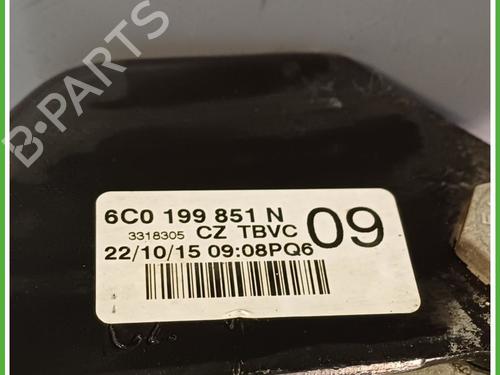 B-PARTS
6C0 199 851 N
09
3318305 CZ TBVC
22/10/15 09:08PQ6